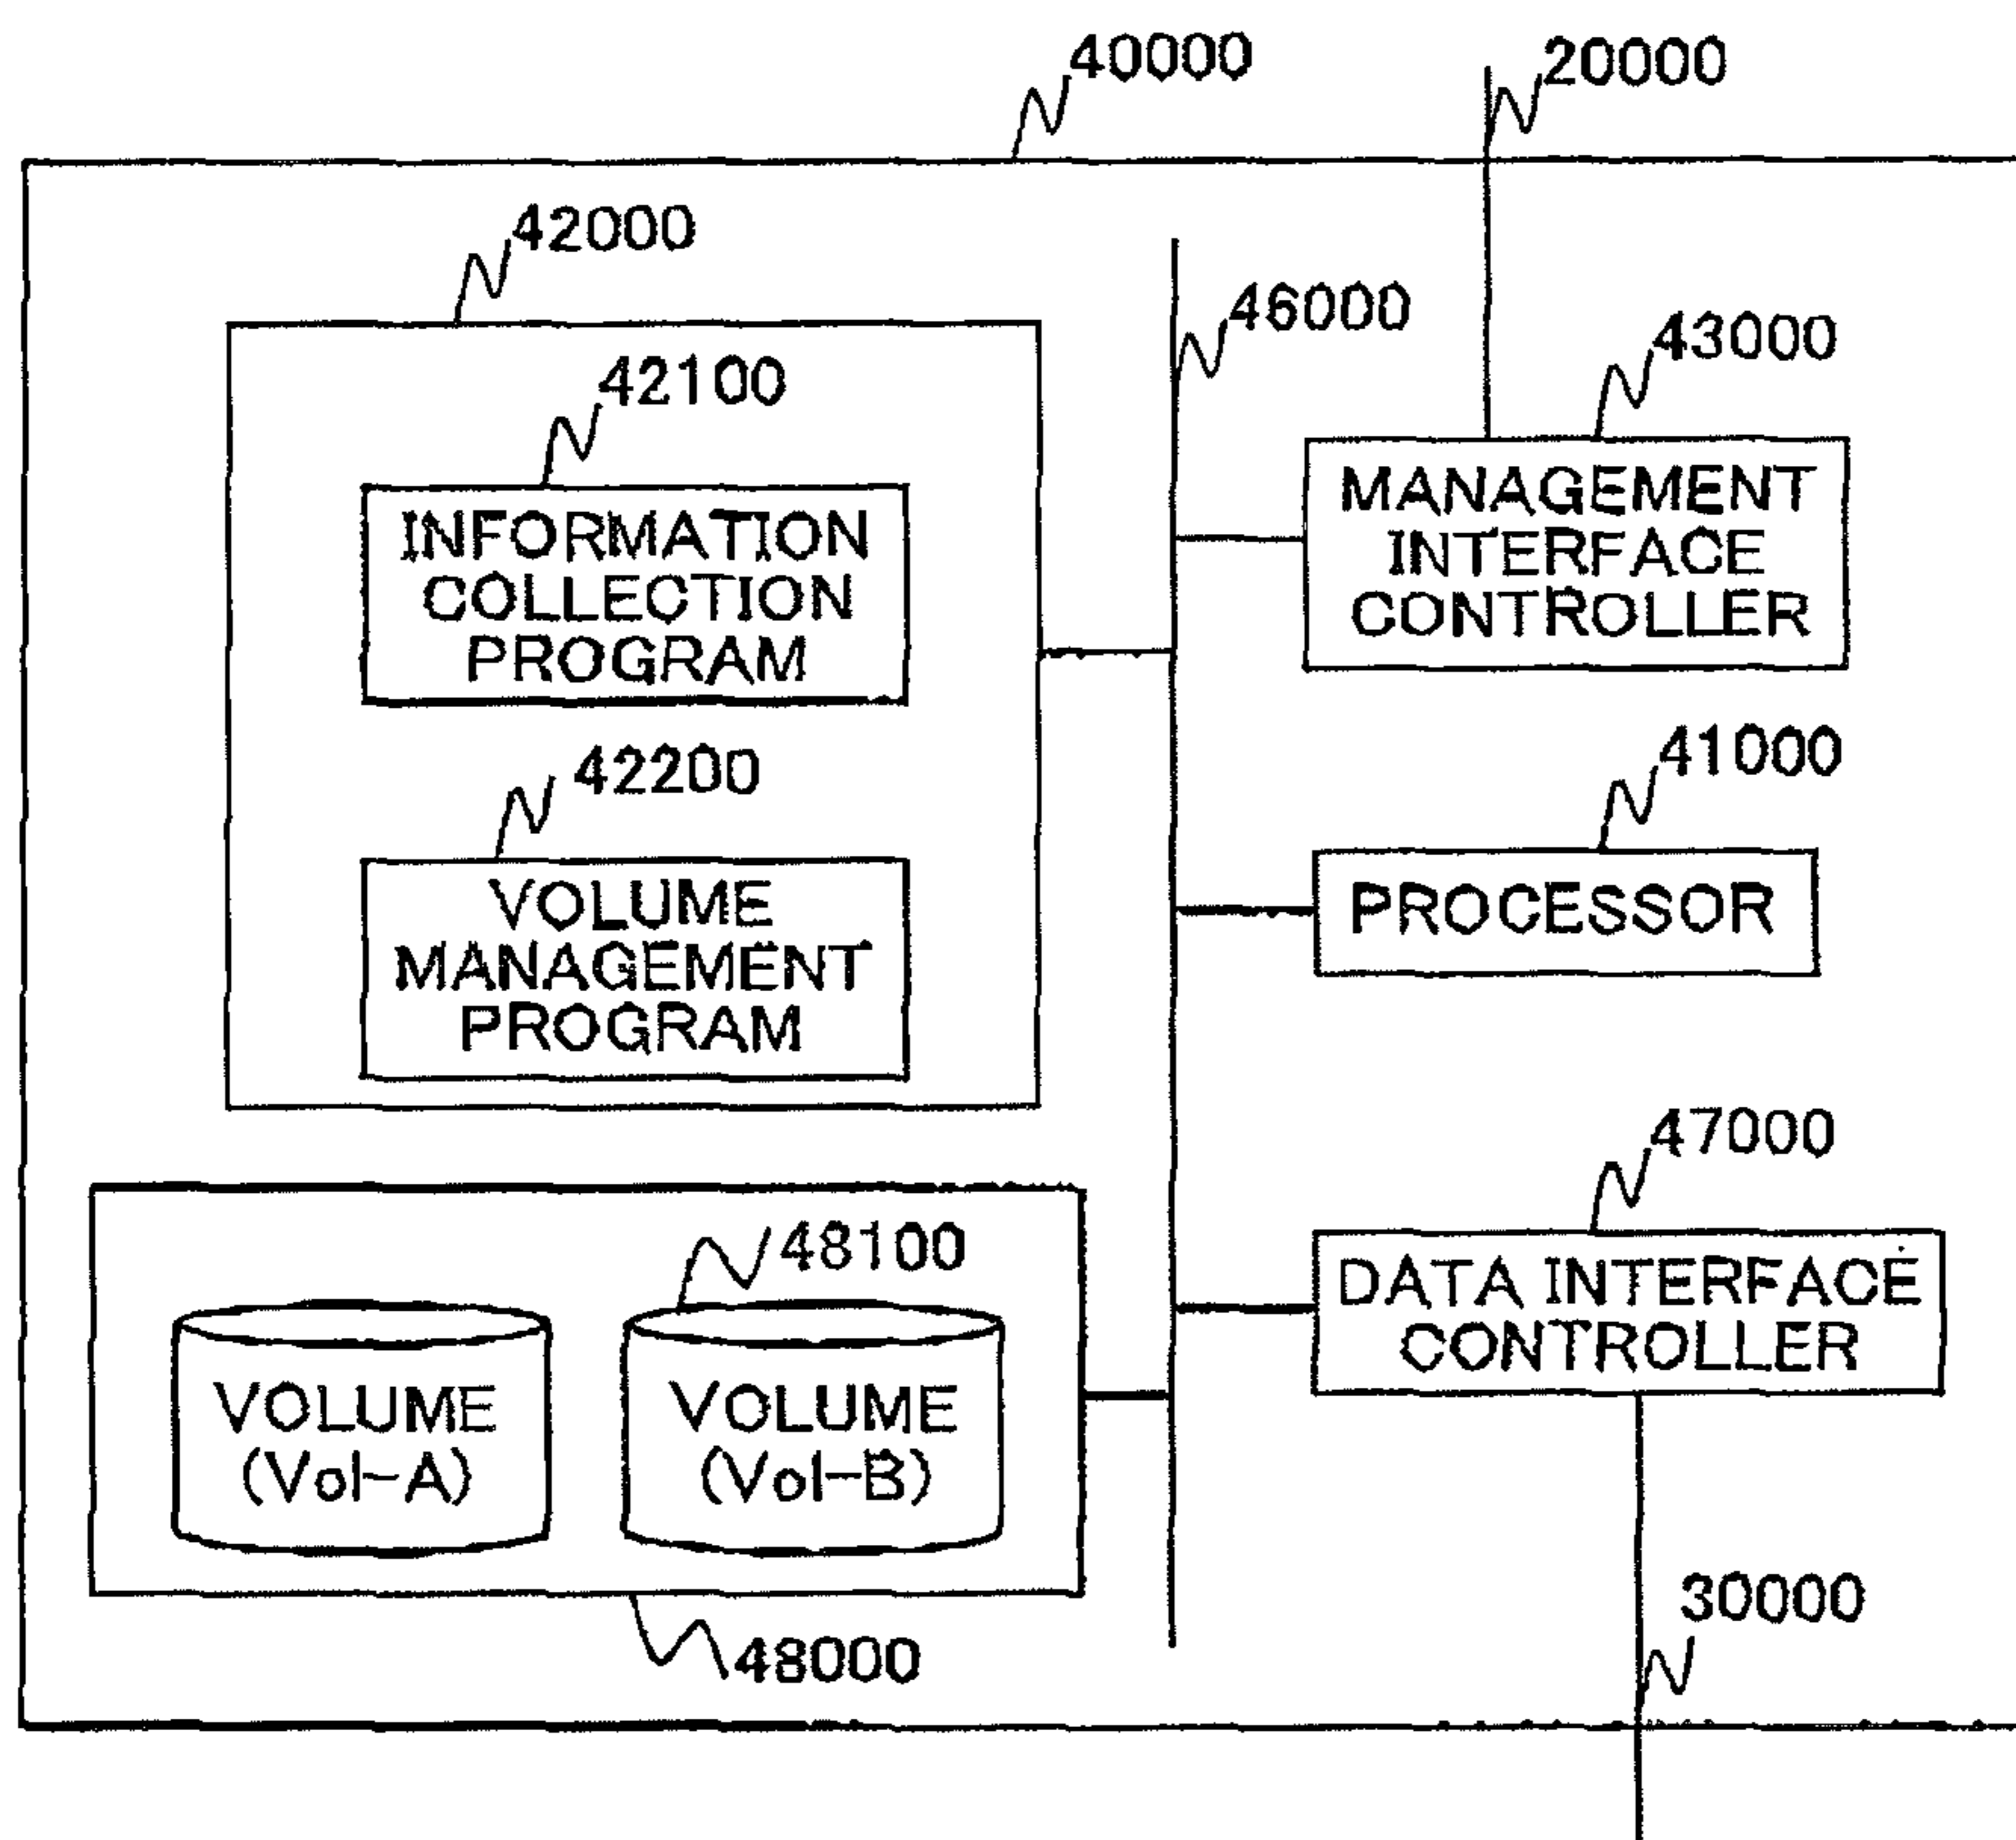 40000
20000
42000
46000
43000
42100
INFORMATION
COLLECTION
PROGRAM
MANAGEMENT
INTERFACE
CONTROLLER
42200
VOLUME
MANAGEMENT
PROGRAM
41000
PROCESSOR
47000
DATA INTERFACE
CONTROLLER
48100
VOLUME
(Vol-A)
VOLUME
(Vol-B)
48000
30000